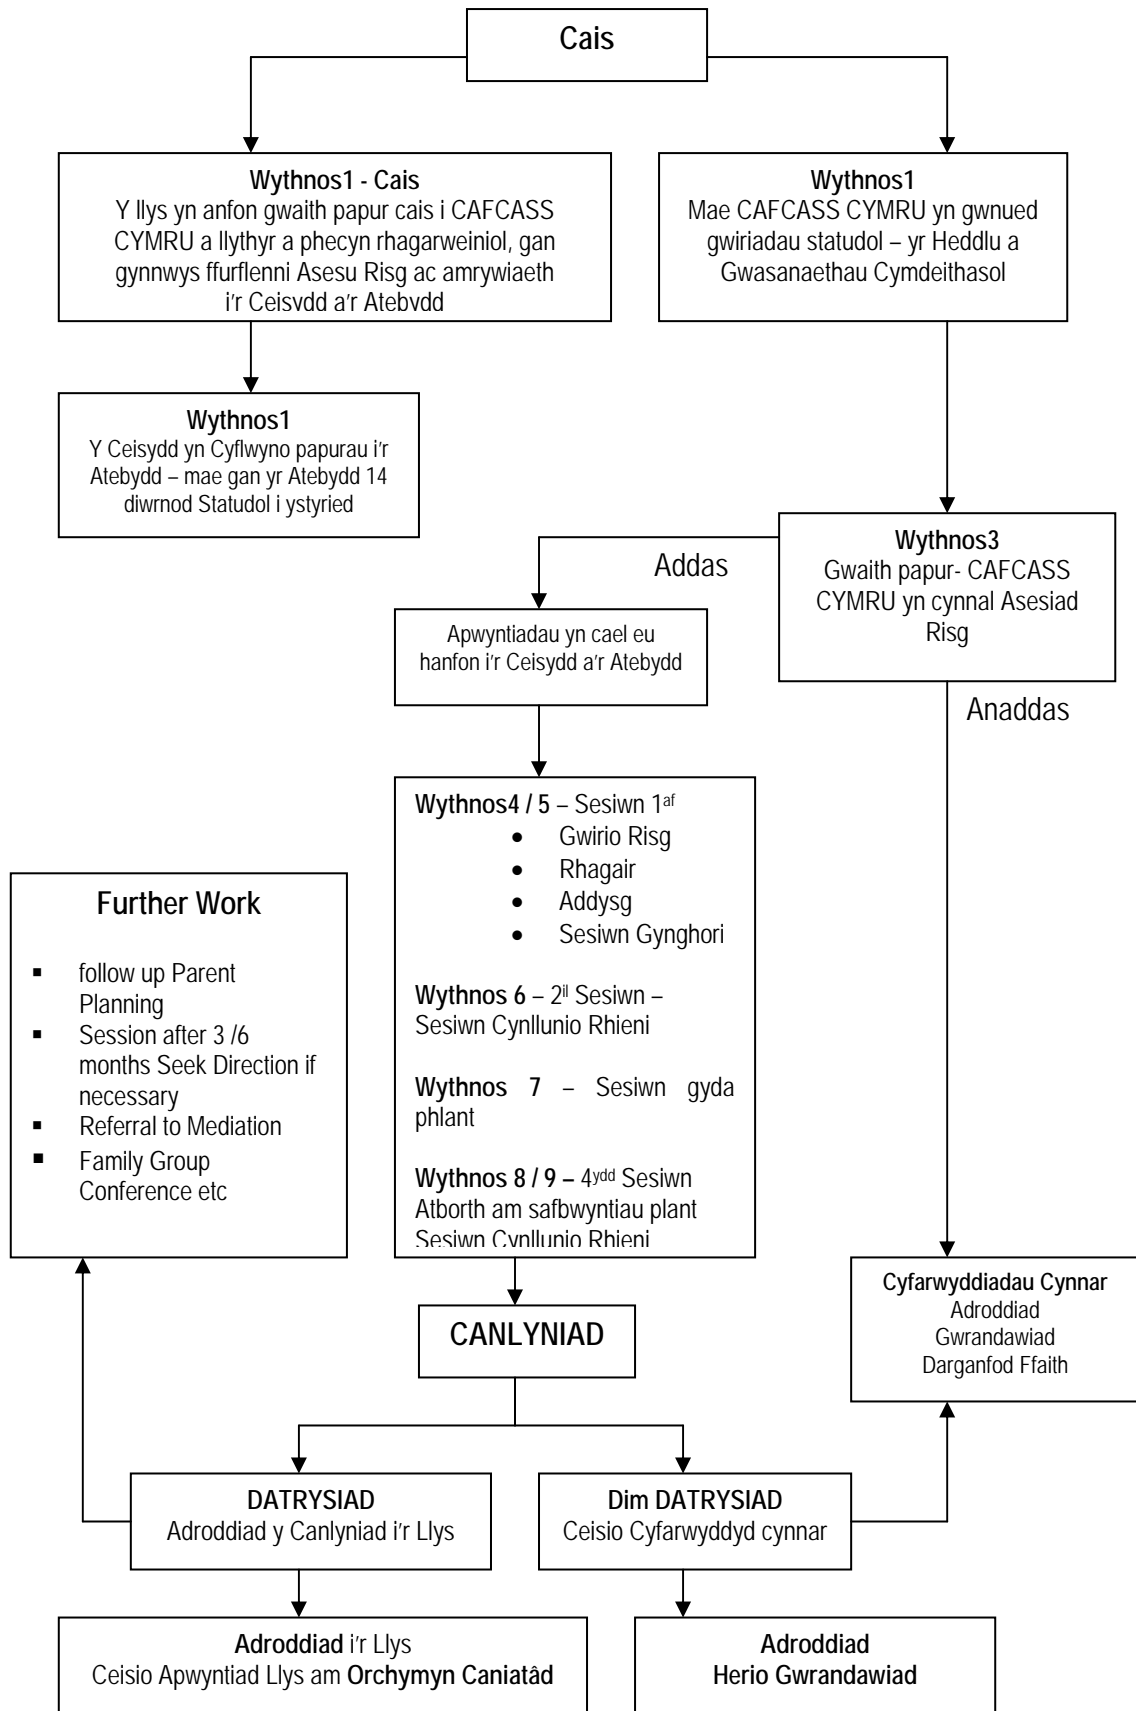 Cais
Wythnos1 - Cais
Y llys yn anfon gwaith papur cais i CAFCASS
CYMRU a llythyr a phecyn rhagarweiniol, gan
gynnwys ffurflenni Asesu Risg ac amrywiaeth
i'r Ceisydd a'r Atebydd
Wythnos1
Mae CAFCASS CYMRU yn gwnued
gwiriadau statudol – yr Heddlu a
Gwasanaethau Cymdeithasol
Wythnos1
Y Ceisydd yn Cyflwyno papurau i'r
Atebydd – mae gan yr Atebydd 14
diwrnod Statudol i ystyried
Wythnos3
Gwaith papur- CAFCASS
CYMRU yn cynnal Asesiad
Risg
Addas
Apwyntiadau yn cael eu
hanfon i'r Ceisydd a'r Atebydd
Anaddas
Wythnos4 / 5 – Sesiwn 1af
• Gwirio Risg
• Rhagair
• Addysg
• Sesiwn Gynghori
Wythnos 6 – 2il Sesiwn –
Sesiwn Cynllunio Rhieni
Wythnos 7 – Sesiwn gyda
phlant
Wythnos 8 / 9 – 4ydd Sesiwn
Atborth am safbwyntiau plant
Sesiwn Cynllunio Rhieni
Further Work
▪ follow up Parent
Planning
▪ Session after 3 /6
months Seek Direction if
necessary
▪ Referral to Mediation
▪ Family Group
Conference etc
Cyfarwyddiadau Cynnar
Adroddiad
Gwrandawiad
Darganfod Ffaith
CANLYNIAD
DATRYSIAD
Adroddiad y Canlyniad i'r Llys
Dim DATRYSIAD
Ceisio Cyfarwyddyd cynnar
Adroddiad i'r Llys
Ceisio Apwyntiad Llys am Orchymyn Caniatâd
Adroddiad
Herio Gwrandawiad